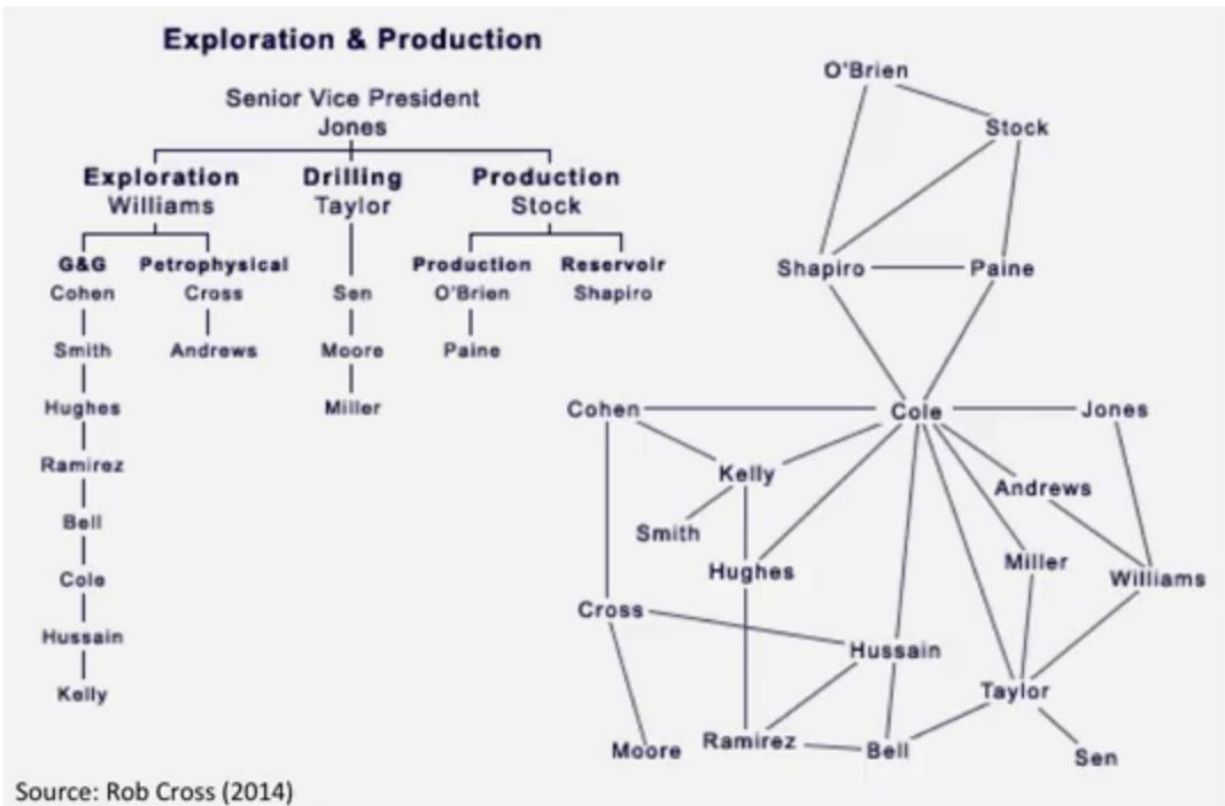 Exploration & Production
Senior Vice President
Jones
Exploration Drilling Production
Williams Taylor Stock
G&G Petrophysical Production Reservoir
Cohen Cross Sen O'Brien Shapiro
Smith Andrews Moore Paine
Hughes Miller
Ramirez
Bell
Cole
Hussain
Kelly
O'Brien
Stock
Shapiro Paine
Cohen Cole Jones
Kelly
Andrews
Smith
Miller
Hughes
Williams
Cross
Hussain
Taylor
Ramirez
Moore
Bell
Sen
Source: Rob Cross (2014)